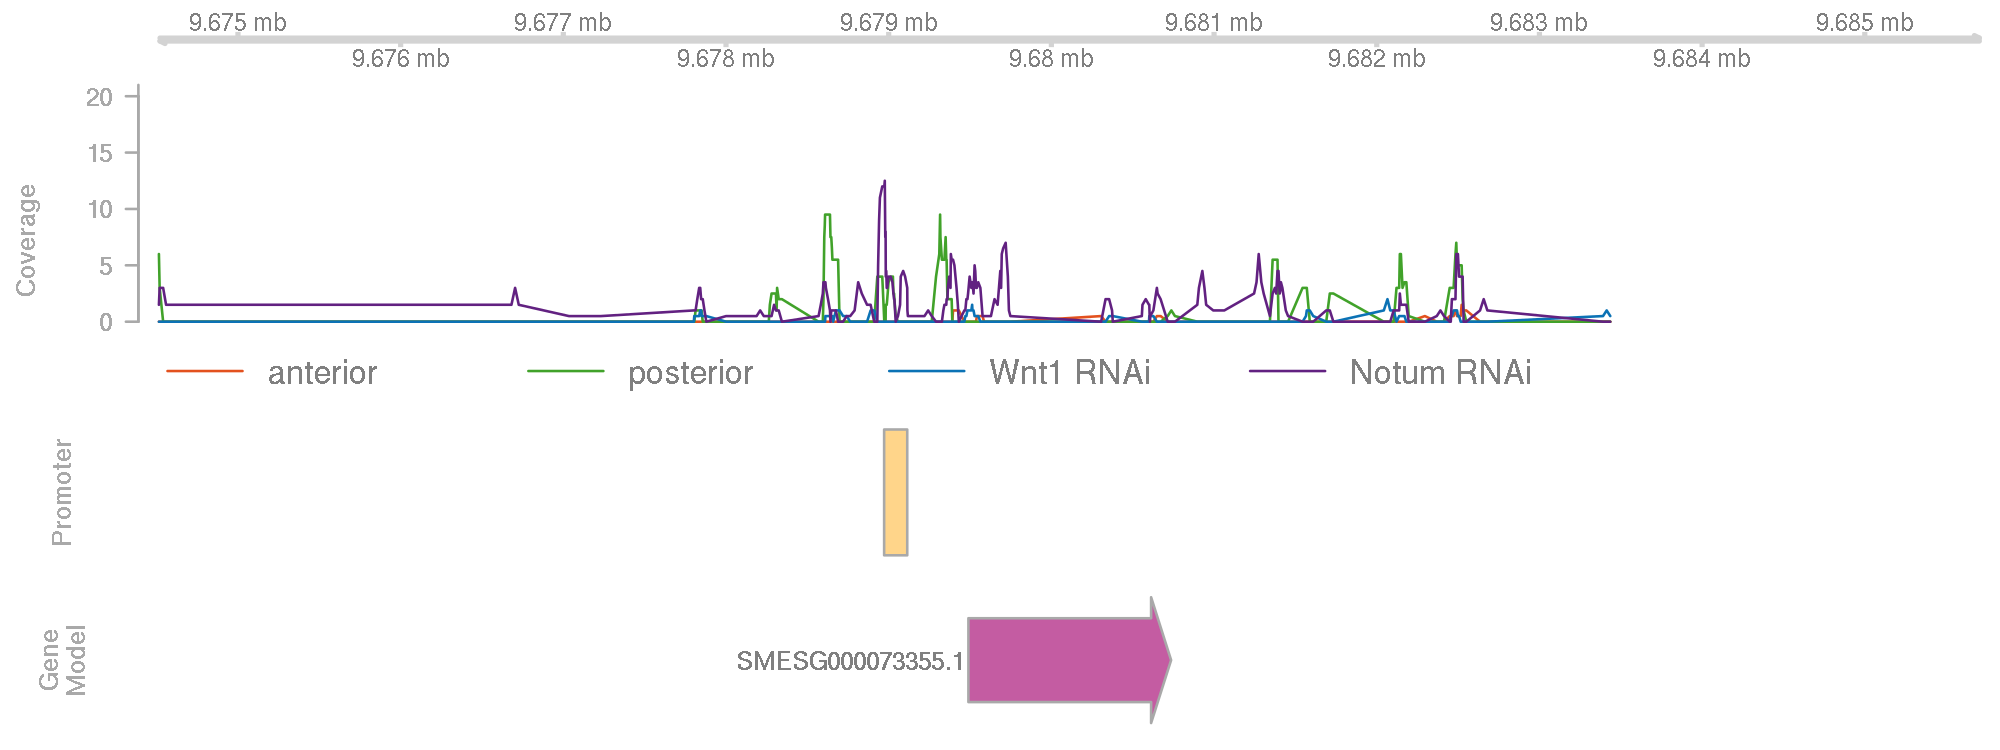 9.675 mb 9.677 mb 9.679 mb 9.681 mb 9.683 mb 9.685 mb
9.676 mb 9.678 mb 9.68 mb 9.682 mb 9.684 mb
20
15
10
5
0
Coverage
anterior posterior Wnt1 RNAi Notum RNAi
Promoter
Gene
Model
SMESG000073355.1